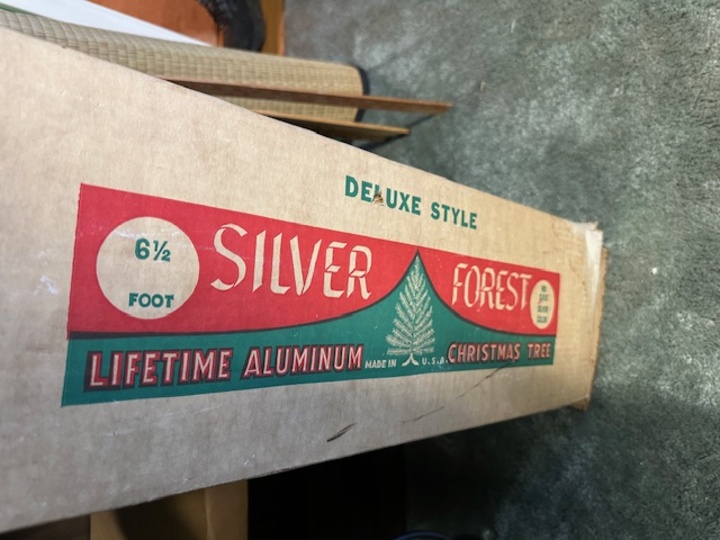 DELUXE STYLE
6½
FOOT
SILVER FOREST
LIFETIME ALUMINUM
MADE IN U.S.A.
CHRISTMAS TREE